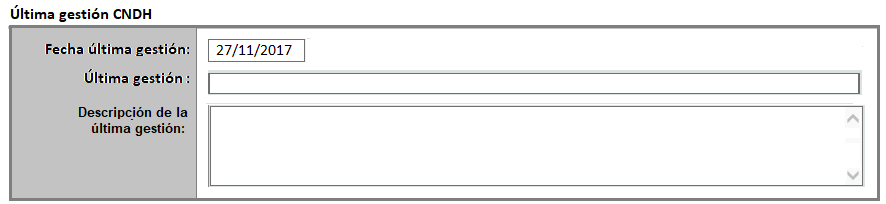 Última gestión CNDH
Fecha última gestión: 27/11/2017
Última gestión :
Descripción de la
última gestión: